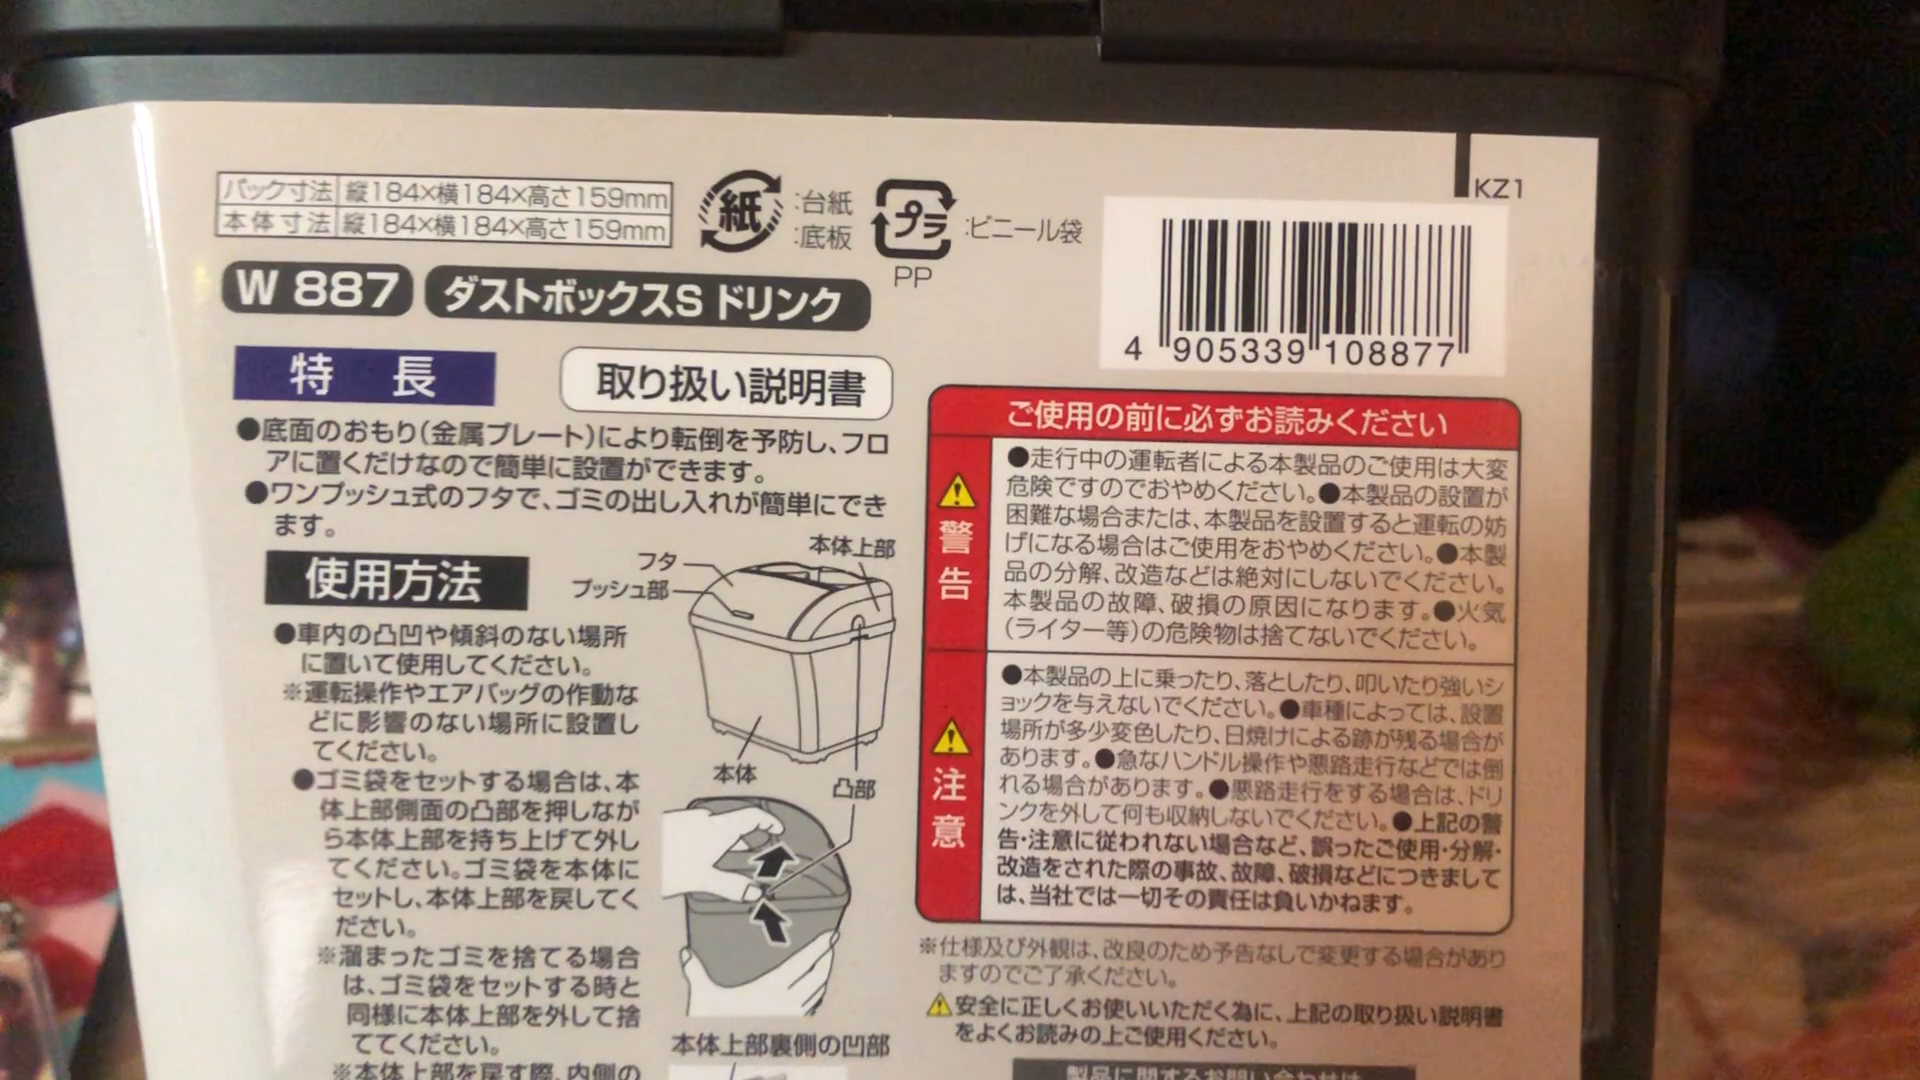 パック寸法 縦184×横184×高さ159mm
本体寸法 縦184×横184×高さ159mm
紙 :台紙
:底板
プラ :ビニール袋
PP
KZ1
4 905339 108877
W 887 ダストボックスS ドリンク
特 長
取り扱い説明書
●底面のおもり(金属プレート)により転倒を予防し、フロ
アに置くだけなので簡単に設置ができます。
●ワンプッシュ式のフタで、ゴミの出し入れが簡単にでき
ます。
使用方法
●車内の凸凹や傾斜のない場所
に置いて使用してください。
※運転操作やエアバッグの作動な
どに影響のない場所に設置し
てください。
●ゴミ袋をセットする場合は、本
体上部側面の凸部を押しなが
ら本体上部を持ち上げて外し
てください。ゴミ袋を本体に
セットし、本体上部を戻してく
ださい。
※溜まったゴミを捨てる場合
は、ゴミ袋をセットする時と
同様に本体上部を外して捨
ててください。
※本体上部を戻す際、内側の
本体上部
フタ
プッシュ部
本体
凸部
本体上部裏側の凹部
ご使用の前に必ずお読みください
警告
●走行中の運転者による本製品のご使用は大変
危険ですのでおやめください。●本製品の設置が
困難な場合または、本製品を設置すると運転の妨
げになる場合はご使用をおやめください。●本製
品の分解、改造などは絶対にしないでください。
本製品の故障、破損の原因になります。●火気
(ライター等)の危険物は捨てないでください。
注意
●本製品の上に乗ったり、落としたり、叩いたり強いシ
ョックを与えないでください。●車種によっては、設置
場所が多少変色したり、日焼けによる跡が残る場合が
あります。●急なハンドル操作や悪路走行などでは倒
れる場合があります。●悪路走行をする場合は、ドリ
ンクを外して何も収納しないでください。●上記の警
告・注意に従われない場合など、誤ったご使用・分解・
改造をされた際の事故、故障、破損などにつきまして
は、当社では一切その責任は負いかねます。
※仕様及び外観は、改良のため予告なしで変更する場合があり
ますのでご了承ください。
安全に正しくお使いいただく為に、上記の取り扱い説明書
をよくお読みの上ご使用ください。
製品に関するお問い合わせは